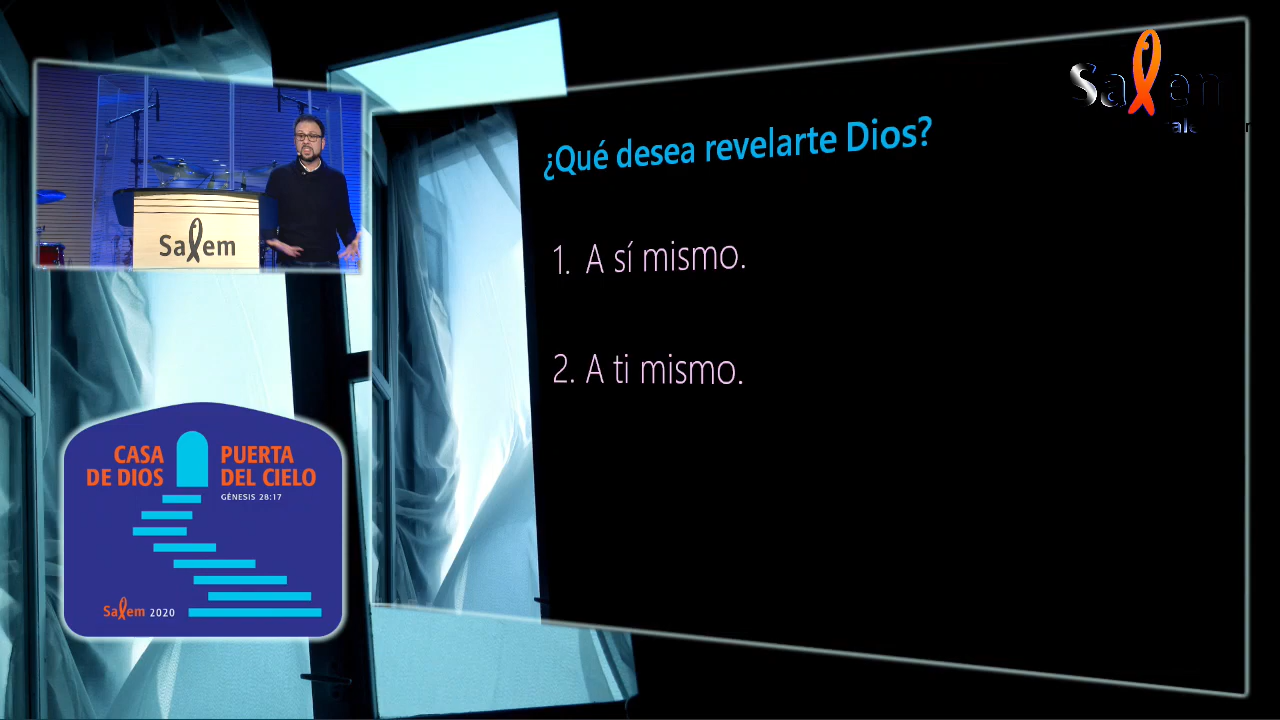 Salem
¿Qué desea revelarte Dios?
1. A sí mismo.
2. A ti mismo.
Salem
CASA
DE DIOS
PUERTA
DEL CIELO
GÉNESIS 28:17
Salem 2020